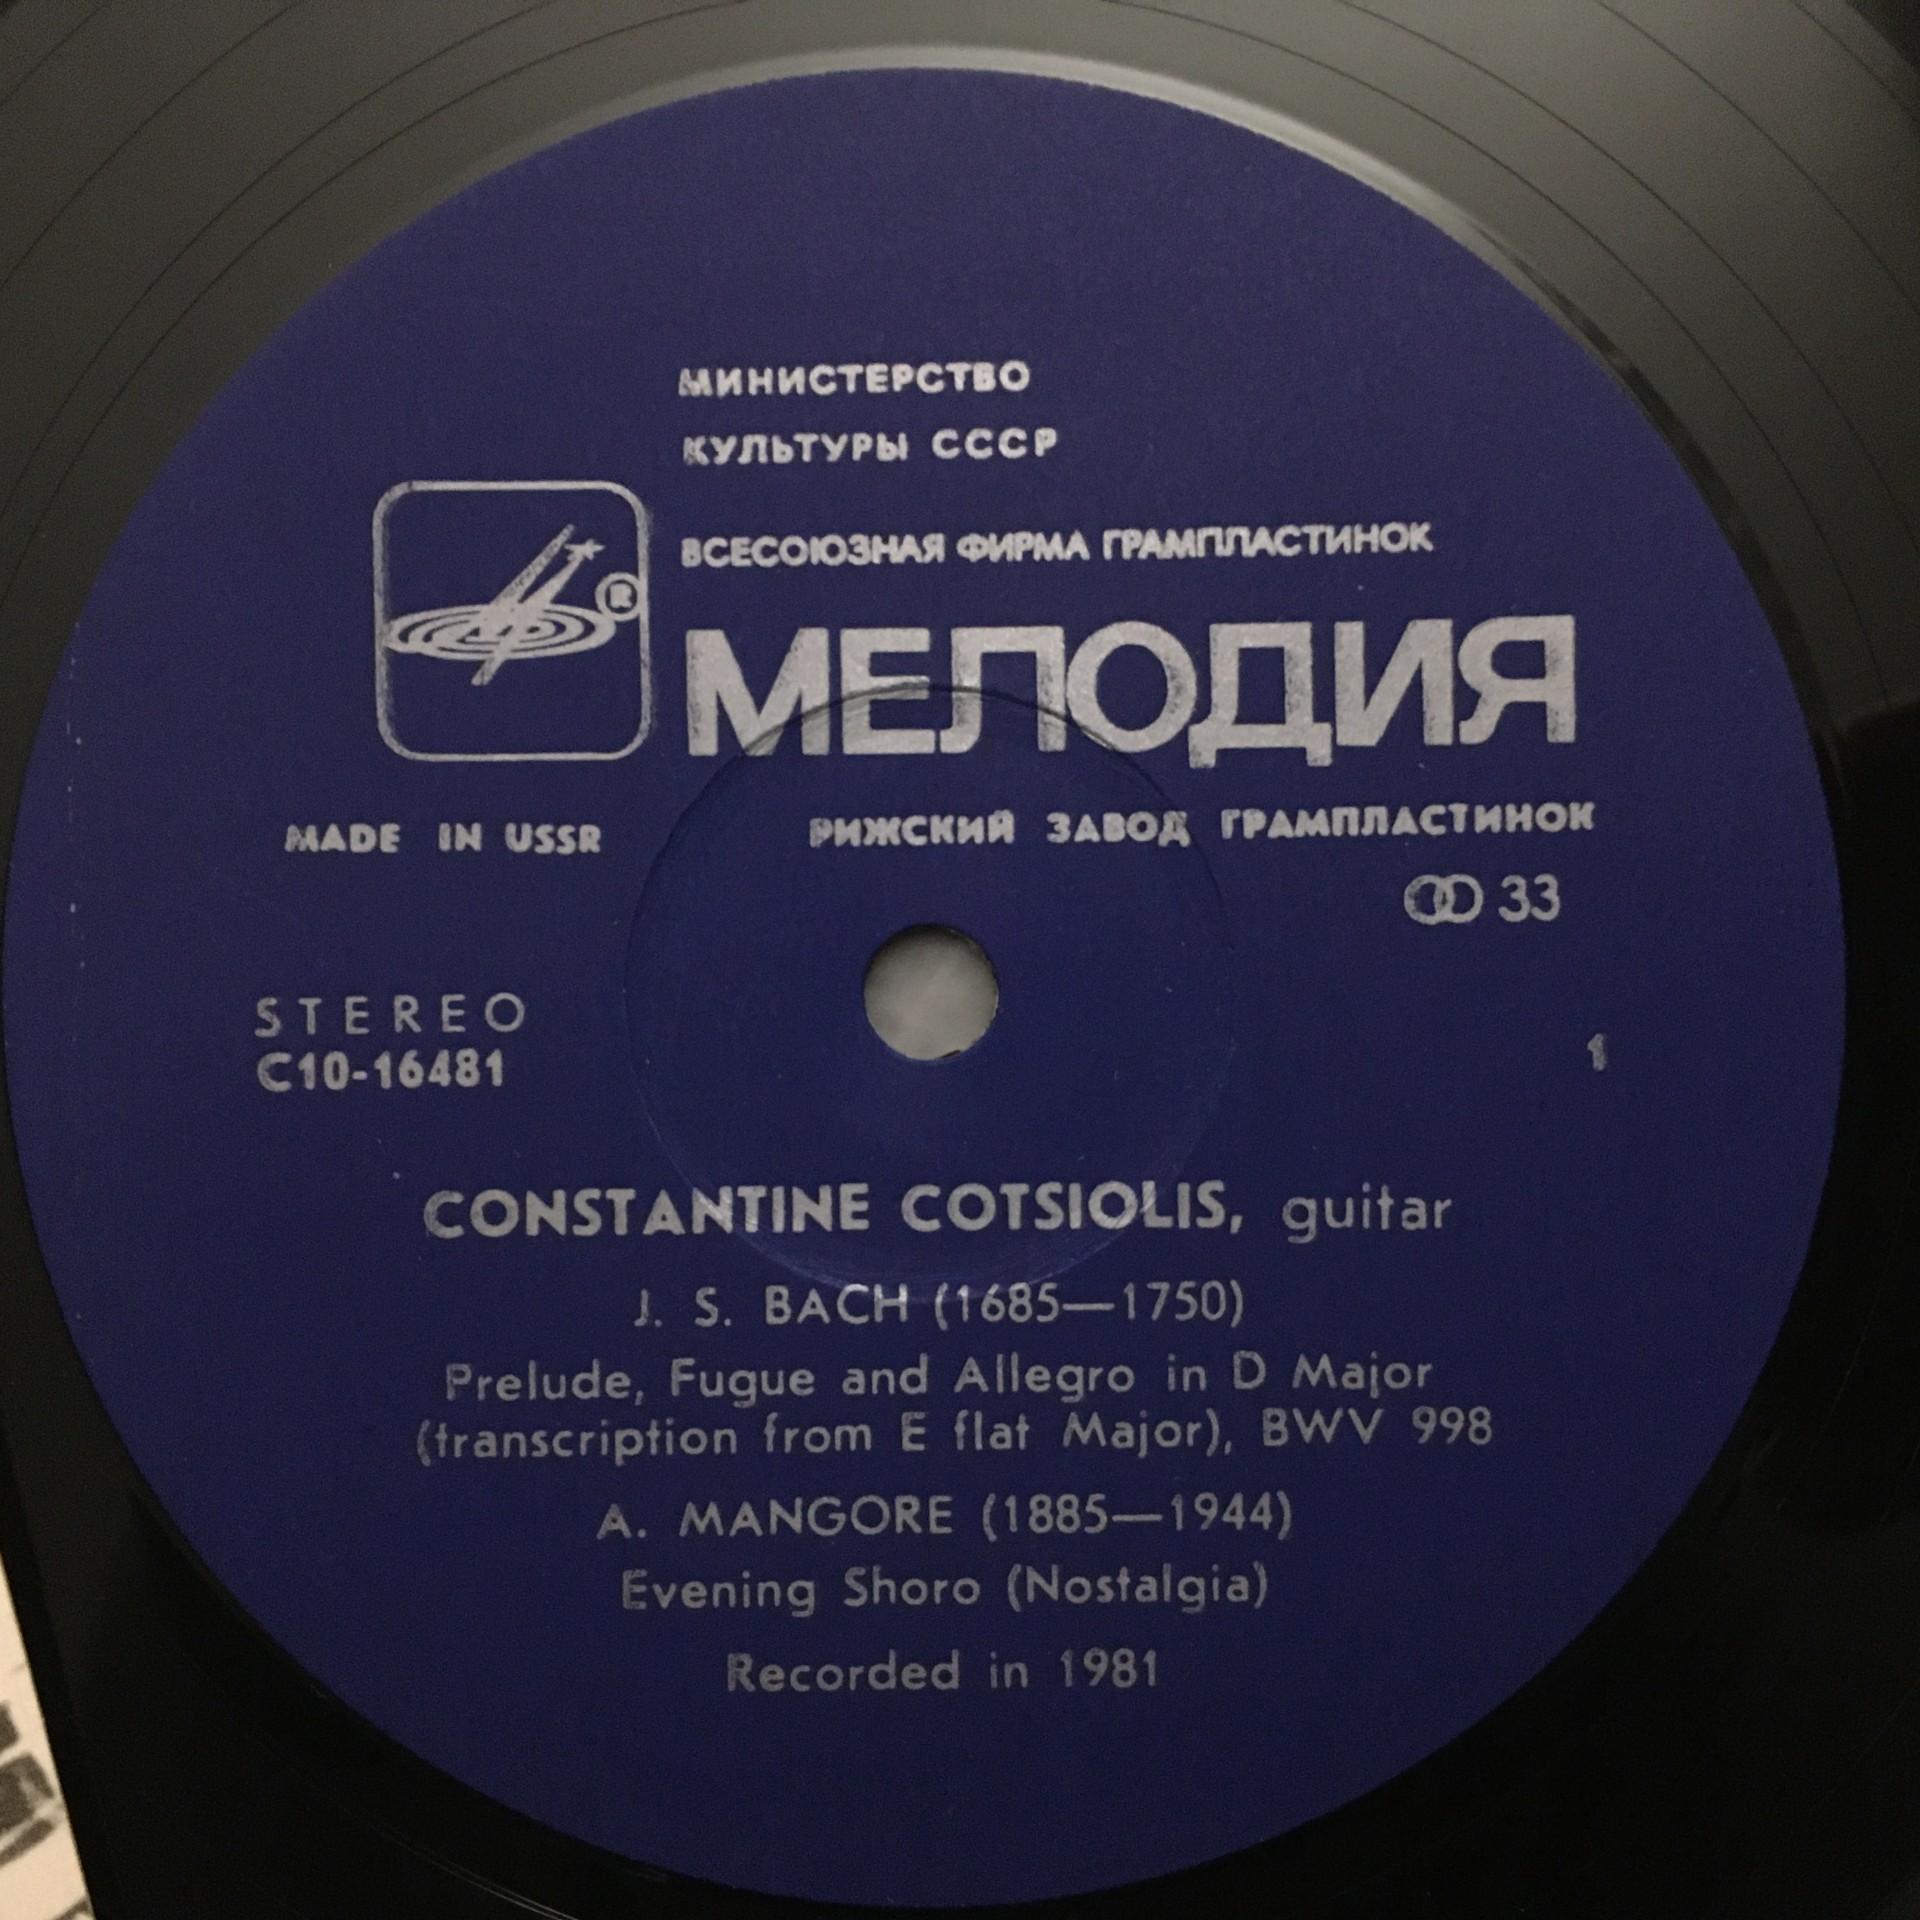 МИНИСТЕРСТВО
КУЛЬТУРЫ СССР
ВСЕСОЮЗНАЯ ФИРМА ГРАМПЛАСТИНОК
®
МЕЛОДИЯ
MADE IN USSR
РИЖСКИЙ ЗАВОД ГРАМПЛАСТИНОК
33
STEREO
C10-16481
1
CONSTANTINE COTSIOLIS, guitar
J. S. BACH (1685—1750)
Prelude, Fugue and Allegro in D Major
(transcription from E flat Major), BWV 998
A. MANGORE (1885—1944)
Evening Shoro (Nostalgia)
Recorded in 1981